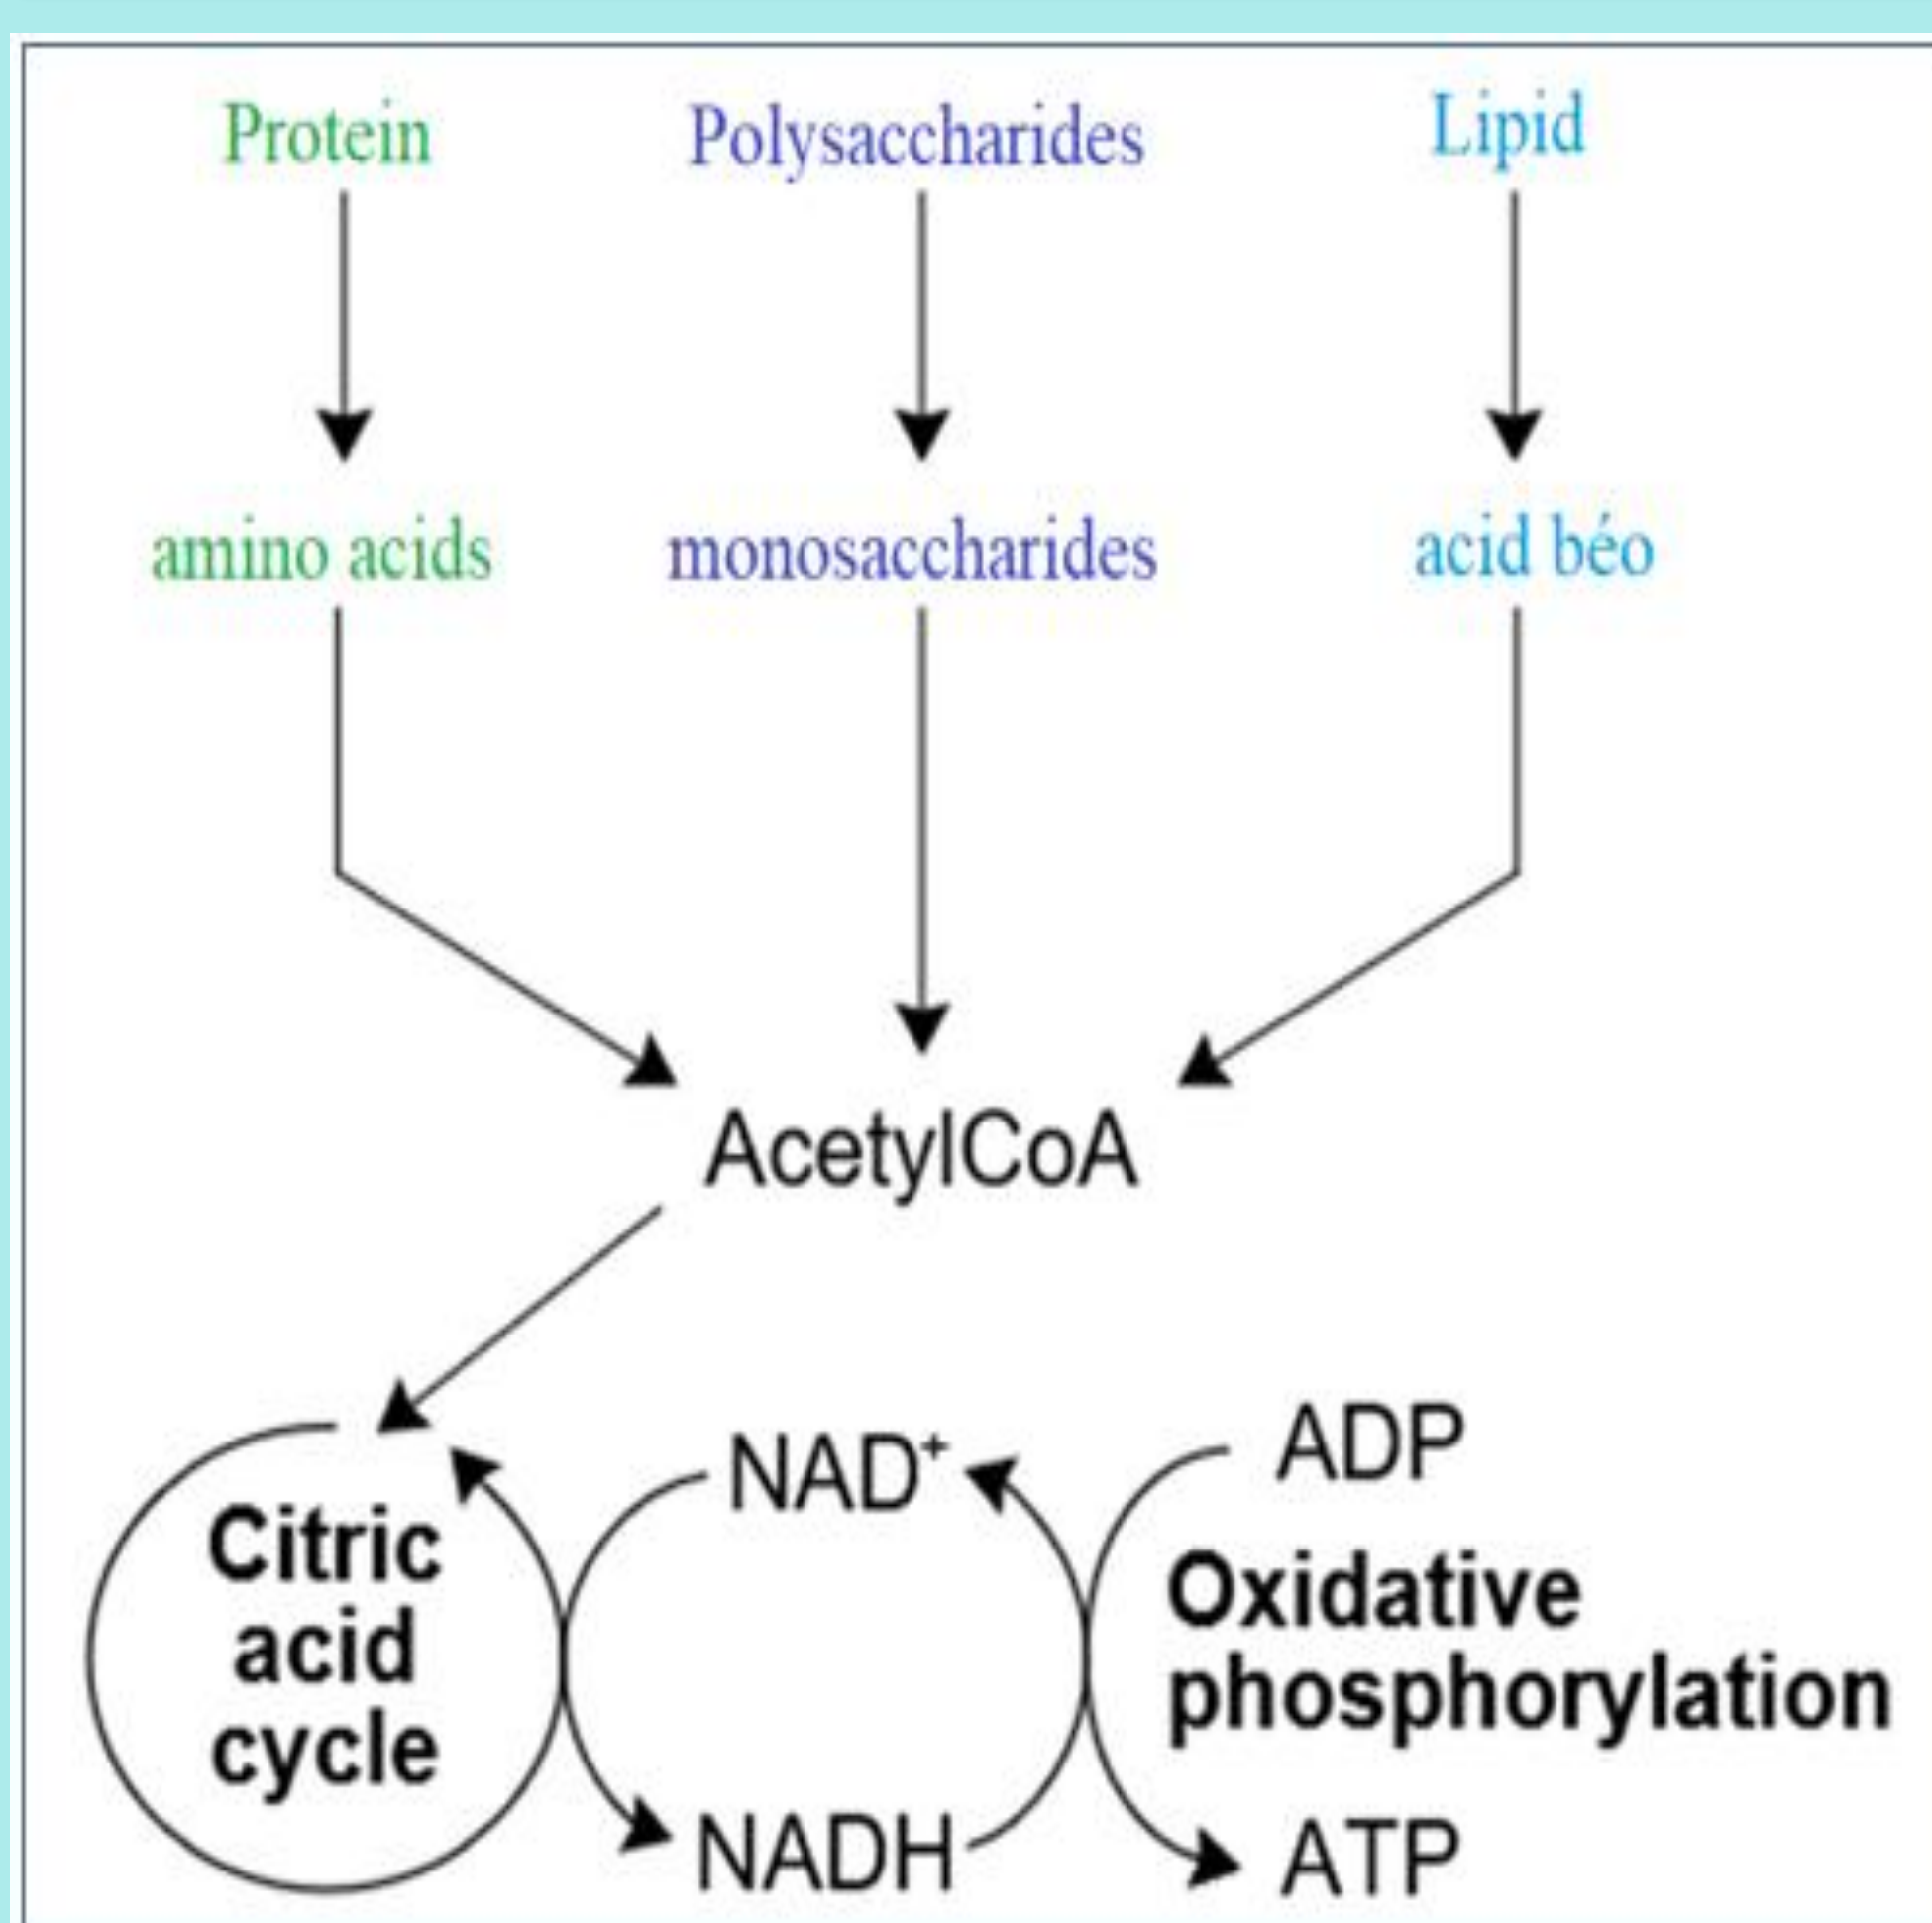 Protein
Polysaccharides
Lipid
amino acids
monosaccharides
acid béo
AcetylCoA
Citric
acid
cycle
NAD⁺
NADH
ADP
Oxidative
phosphorylation
ATP